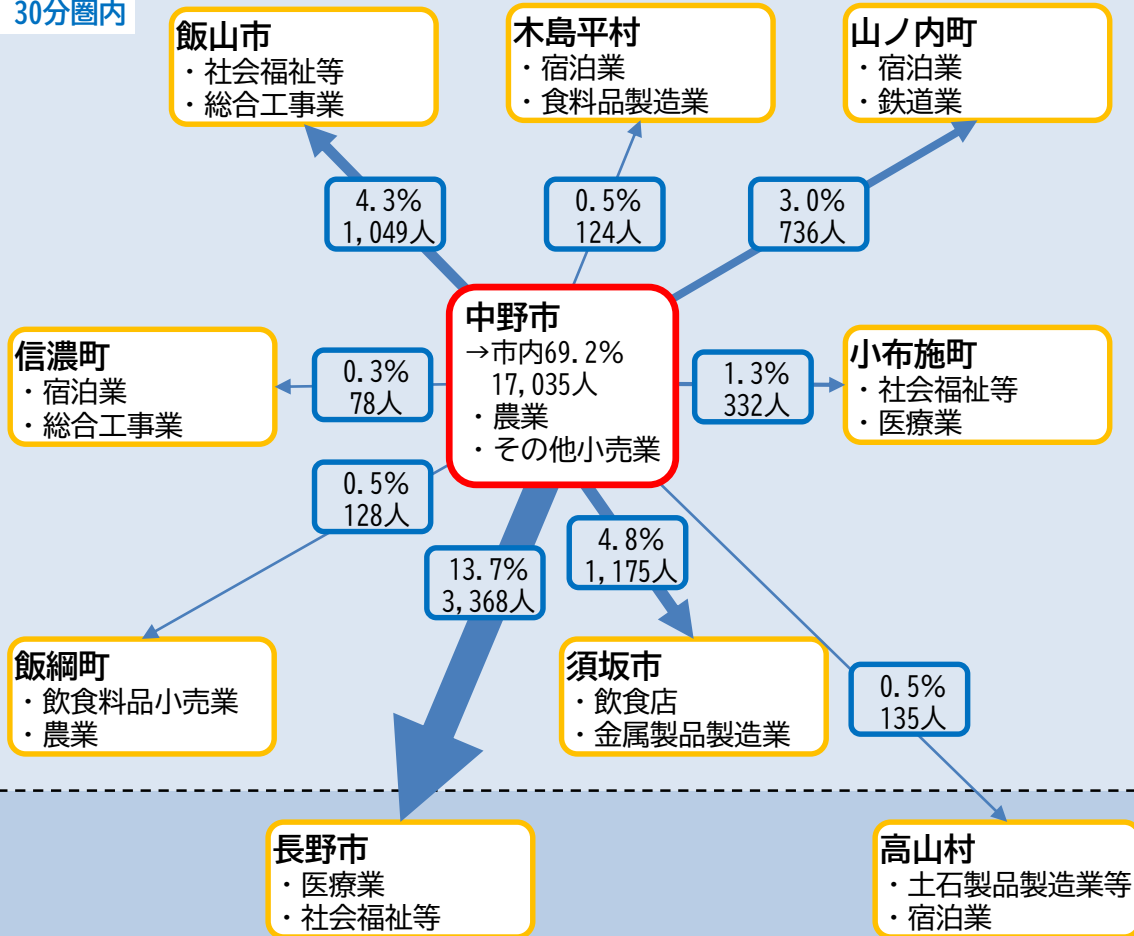 30分圏内
飯山市
・社会福祉等
・総合工事業
木島平村
・宿泊業
・食料品製造業
山ノ内町
・宿泊業
・鉄道業
4.3%
1,049人
0.5%
124人
3.0%
736人
信濃町
・宿泊業
・総合工事業
0.3%
78人
中野市
→市内69.2%
17,035人
・農業
・その他小売業
1.3%
332人
小布施町
・社会福祉等
・医療業
0.5%
128人
13.7%
3,368人
4.8%
1,175人
飯綱町
・飲食料品小売業
・農業
須坂市
・飲食店
・金属製品製造業
0.5%
135人
長野市
・医療業
・社会福祉等
高山村
・土石製品製造業等
・宿泊業